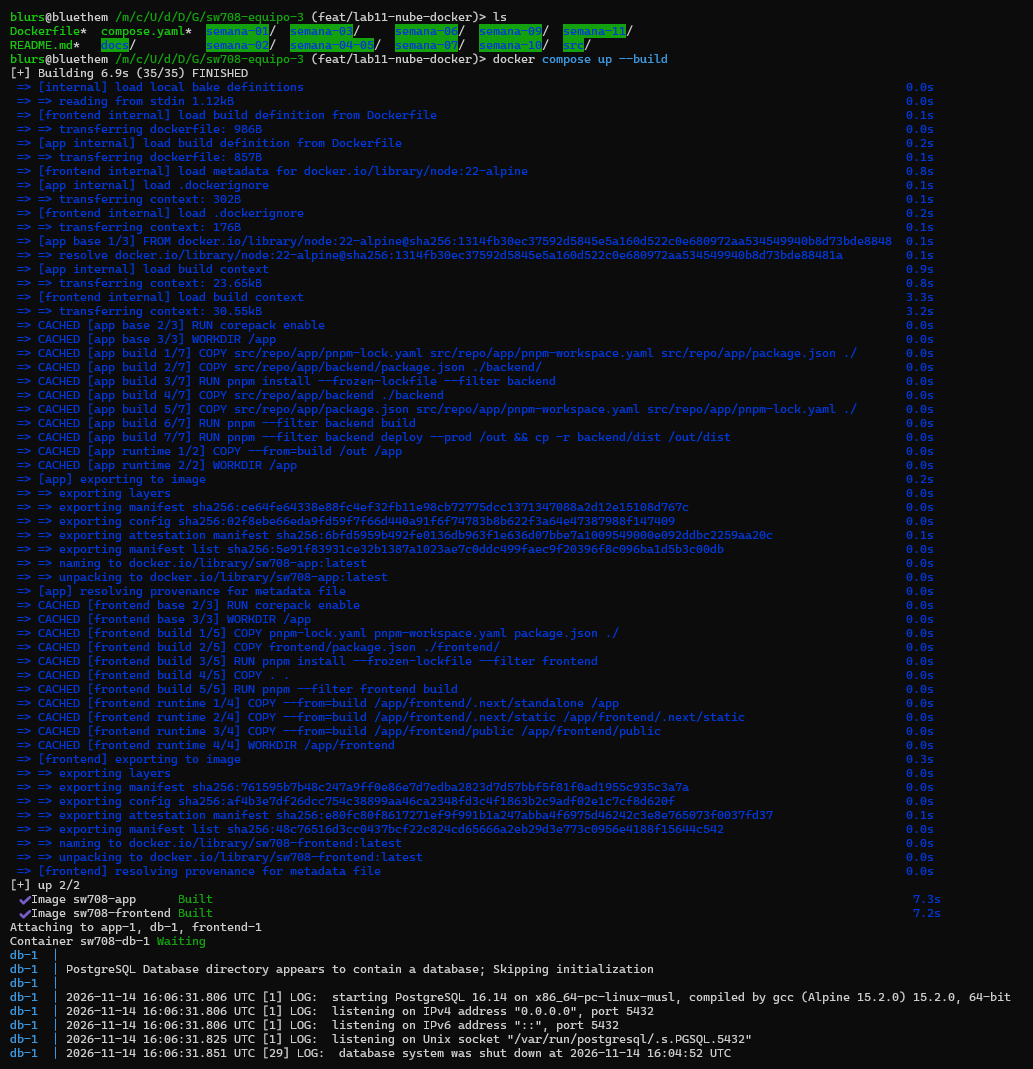 blurs@bluethem /m/c/U/d/D/G/sw708-equipo-3 (feat/lab11-nube-docker)> ls
Dockerfile* compose.yaml* semana-01/ semana-03/ semana-06/ semana-09/ semana-11/
README.md* docs/ semana-02/ semana-04-05/ semana-07/ semana-10/ src/
blurs@bluethem /m/c/U/d/D/G/sw708-equipo-3 (feat/lab11-nube-docker)> docker compose up --build
[+] Building 6.9s (35/35) FINISHED
=> [internal] load local bake definitions 0.0s
=> => reading from stdin 1.12kB 0.0s
=> [frontend internal] load build definition from Dockerfile 0.1s
=> => transferring dockerfile: 986B 0.0s
=> [app internal] load build definition from Dockerfile 0.2s
=> => transferring dockerfile: 857B 0.1s
=> [frontend internal] load metadata for docker.io/library/node:22-alpine 0.8s
=> [app internal] load .dockerignore 0.1s
=> => transferring context: 302B 0.1s
=> [frontend internal] load .dockerignore 0.2s
=> => transferring context: 176B 0.1s
=> [app base 1/3] FROM docker.io/library/node:22-alpine@sha256:1314fb30ec37592d5845e5a160d522c0e680972aa534549940b8d73bde8848 0.1s
=> => resolve docker.io/library/node:22-alpine@sha256:1314fb30ec37592d5845e5a160d522c0e680972aa534549940b8d73bde88481a 0.1s
=> [app internal] load build context 0.9s
=> => transferring context: 23.65kB 0.8s
=> [frontend internal] load build context 3.3s
=> => transferring context: 30.55kB 3.2s
=> CACHED [app base 2/3] RUN corepack enable 0.0s
=> CACHED [app base 3/3] WORKDIR /app 0.0s
=> CACHED [app build 1/7] COPY src/repo/app/pnpm-lock.yaml src/repo/app/pnpm-workspace.yaml src/repo/app/package.json ./ 0.0s
=> CACHED [app build 2/7] COPY src/repo/app/backend/package.json ./backend/ 0.0s
=> CACHED [app build 3/7] RUN pnpm install --frozen-lockfile --filter backend 0.0s
=> CACHED [app build 4/7] COPY src/repo/app/backend ./backend 0.0s
=> CACHED [app build 5/7] COPY src/repo/app/package.json src/repo/app/pnpm-workspace.yaml src/repo/app/pnpm-lock.yaml ./ 0.0s
=> CACHED [app build 6/7] RUN pnpm --filter backend build 0.0s
=> CACHED [app build 7/7] RUN pnpm --filter backend deploy --prod /out && cp -r backend/dist /out/dist 0.0s
=> CACHED [app runtime 1/2] COPY --from=build /out /app 0.0s
=> CACHED [app runtime 2/2] WORKDIR /app 0.0s
=> [app] exporting to image 0.2s
=> => exporting layers 0.0s
=> => exporting manifest sha256:ce64fe64338e88fc4ef32fb11e98cb72775dcc1371347088a2d12e15108d767c 0.0s
=> => exporting config sha256:02f8ebe66eda9fd59f7f66d440a91f6f74783b8b622f3a64e47387988f147409 0.0s
=> => exporting attestation manifest sha256:6bfd5959b492fe0136db963f1e636d07bbe7a1009549000e092ddbc2259aa20c 0.1s
=> => exporting manifest list sha256:5e91f83931ce32b1387a1023ae7c0ddc499faec9f20396f8c096ba1d5b3c00db 0.0s
=> => naming to docker.io/library/sw708-app:latest 0.0s
=> => unpacking to docker.io/library/sw708-app:latest 0.0s
=> [app] resolving provenance for metadata file 0.0s
=> CACHED [frontend base 2/3] RUN corepack enable 0.0s
=> CACHED [frontend base 3/3] WORKDIR /app 0.0s
=> CACHED [frontend build 1/5] COPY pnpm-lock.yaml pnpm-workspace.yaml package.json ./ 0.0s
=> CACHED [frontend build 2/5] COPY frontend/package.json ./frontend/ 0.0s
=> CACHED [frontend build 3/5] RUN pnpm install --frozen-lockfile --filter frontend 0.0s
=> CACHED [frontend build 4/5] COPY . . 0.0s
=> CACHED [frontend build 5/5] RUN pnpm --filter frontend build 0.0s
=> CACHED [frontend runtime 1/4] COPY --from=build /app/frontend/.next/standalone /app 0.0s
=> CACHED [frontend runtime 2/4] COPY --from=build /app/frontend/.next/static /app/frontend/.next/static 0.0s
=> CACHED [frontend runtime 3/4] COPY --from=build /app/frontend/public /app/frontend/public 0.0s
=> CACHED [frontend runtime 4/4] WORKDIR /app/frontend 0.0s
=> [frontend] exporting to image 0.3s
=> => exporting layers 0.0s
=> => exporting manifest sha256:761595b7b48c247a9ff0e86e7d7edba2823d7d57bbf5f81f0ad1955c935c3a7a 0.0s
=> => exporting config sha256:af4b3e7df26dcc754c38899aa46ca2348fd3c4f1863b2c9adf02e1c7cf8d620f 0.0s
=> => exporting attestation manifest sha256:e80fc80f8617271ef9f991b1a247abba4f6975d46242c3e8e765073f0037fd37 0.1s
=> => exporting manifest list sha256:48c76516d3cc0437bcf22c824cd65666a2eb29d3e773c0956e4188f15644c542 0.0s
=> => naming to docker.io/library/sw708-frontend:latest 0.0s
=> => unpacking to docker.io/library/sw708-frontend:latest 0.0s
=> [frontend] resolving provenance for metadata file 0.0s
[+] up 2/2
✔Image sw708-app Built 7.3s
✔Image sw708-frontend Built 7.2s
Attaching to app-1, db-1, frontend-1
Container sw708-db-1 Waiting
db-1 |
db-1 | PostgreSQL Database directory appears to contain a database; Skipping initialization
db-1 |
db-1 | 2026-11-14 16:06:31.806 UTC [1] LOG: starting PostgreSQL 16.14 on x86_64-pc-linux-musl, compiled by gcc (Alpine 15.2.0) 15.2.0, 64-bit
db-1 | 2026-11-14 16:06:31.806 UTC [1] LOG: listening on IPv4 address "0.0.0.0", port 5432
db-1 | 2026-11-14 16:06:31.806 UTC [1] LOG: listening on IPv6 address "::", port 5432
db-1 | 2026-11-14 16:06:31.825 UTC [1] LOG: listening on Unix socket "/var/run/postgresql/.s.PGSQL.5432"
db-1 | 2026-11-14 16:06:31.851 UTC [29] LOG: database system was shut down at 2026-11-14 16:04:52 UTC